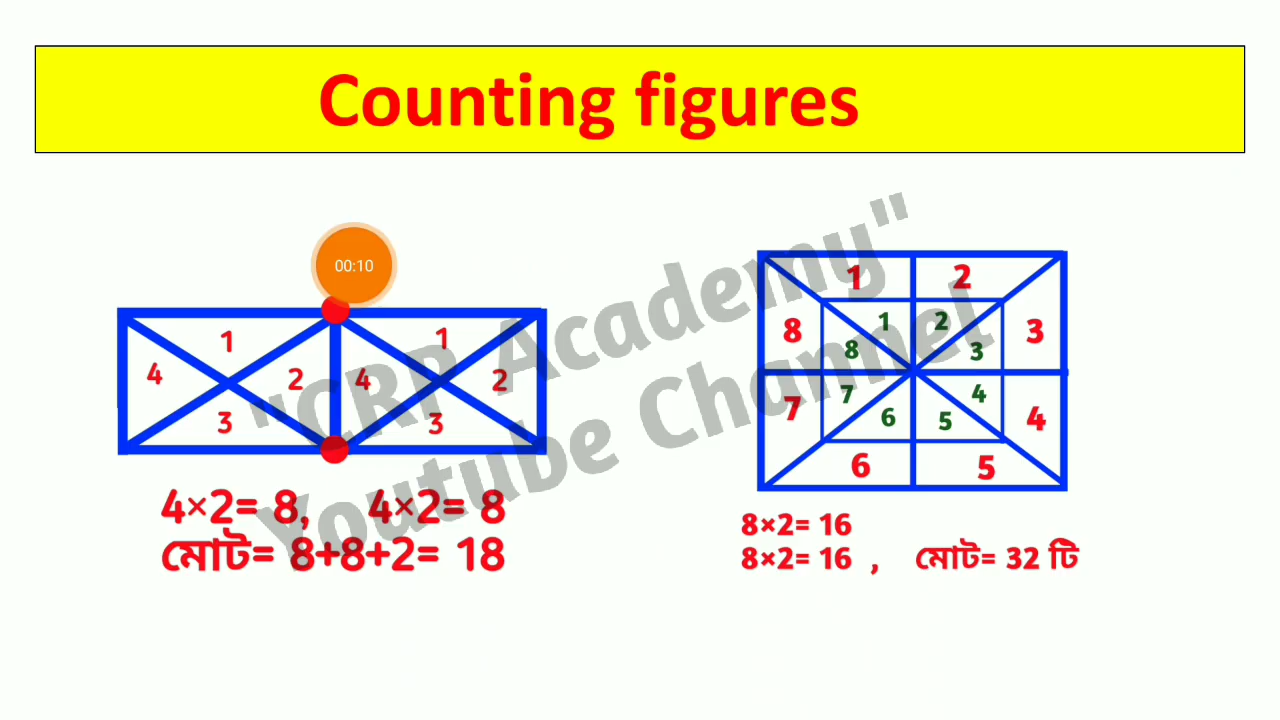 Counting figures
00:10
"CRP Academy"
Youtube Channel
1
4 2
3
1
4 2
3
4×2= 8, 4×2= 8
মোট= 8+8+2= 18
1 2
8 1 2 3
8 3
7 7 4 4
6 5
6 5
8×2= 16
8×2= 16 , মোট= 32 টি